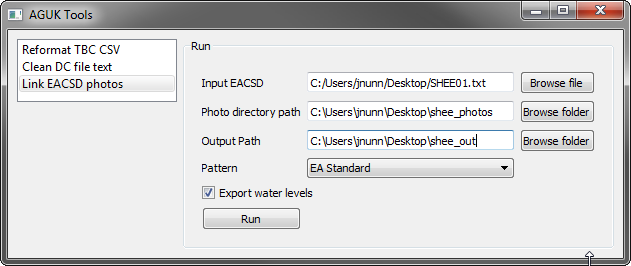 AGUK Tools
Reformat TBC CSV
Clean DC file text
Link EACSD photos
Run
Input EACSD C:/Users/jnunn/Desktop/SHEE01.txt Browse file
Photo directory path C:\Users\jnunn\Desktop\shee_photos Browse folder
Output Path C:\Users\jnunn\Desktop\shee_out Browse folder
Pattern EA Standard
Export water levels
Run